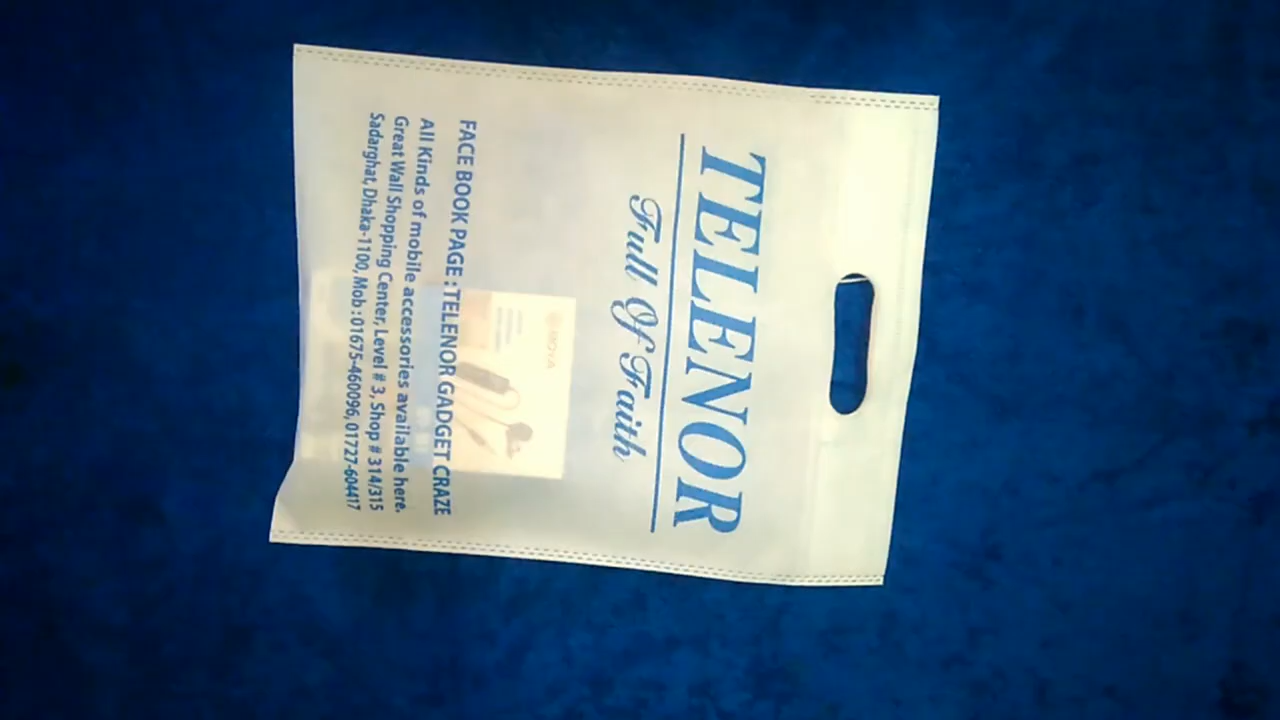 TELENOR
Full Of Faith
FACE BOOK PAGE : TELENOR GADGET CRAZE
All Kinds of mobile accessories available here.
Great Wall Shopping Center, Level # 3, Shop # 314/315
Sadarghat, Dhaka-1100, Mob : 01675-460096, 01727-604417